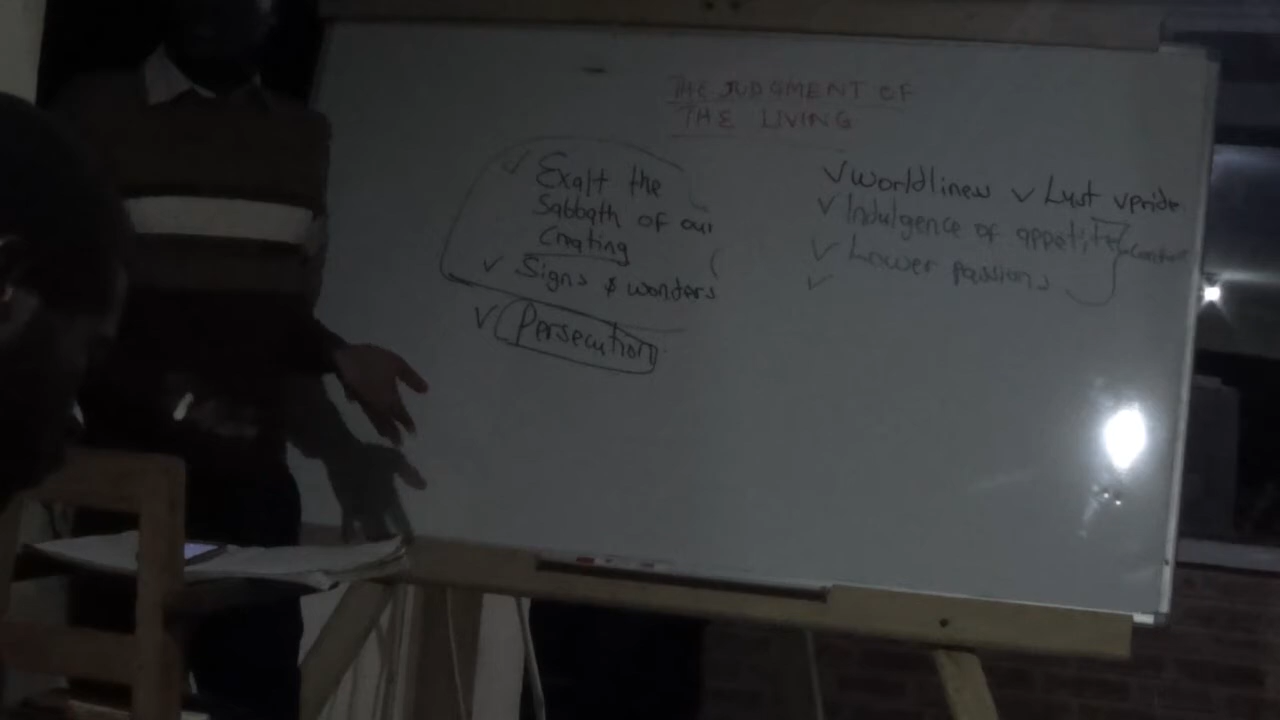 THE JUDGMENT OF
THE LIVING
✓ Exalt the
Sabbath of our
Creating
✓ Signs & wonders
✓ Persecution
✓ worldliness ✓ Lust ✓ pride
✓ Indulgence of appetite
✓ Lower passions
✓